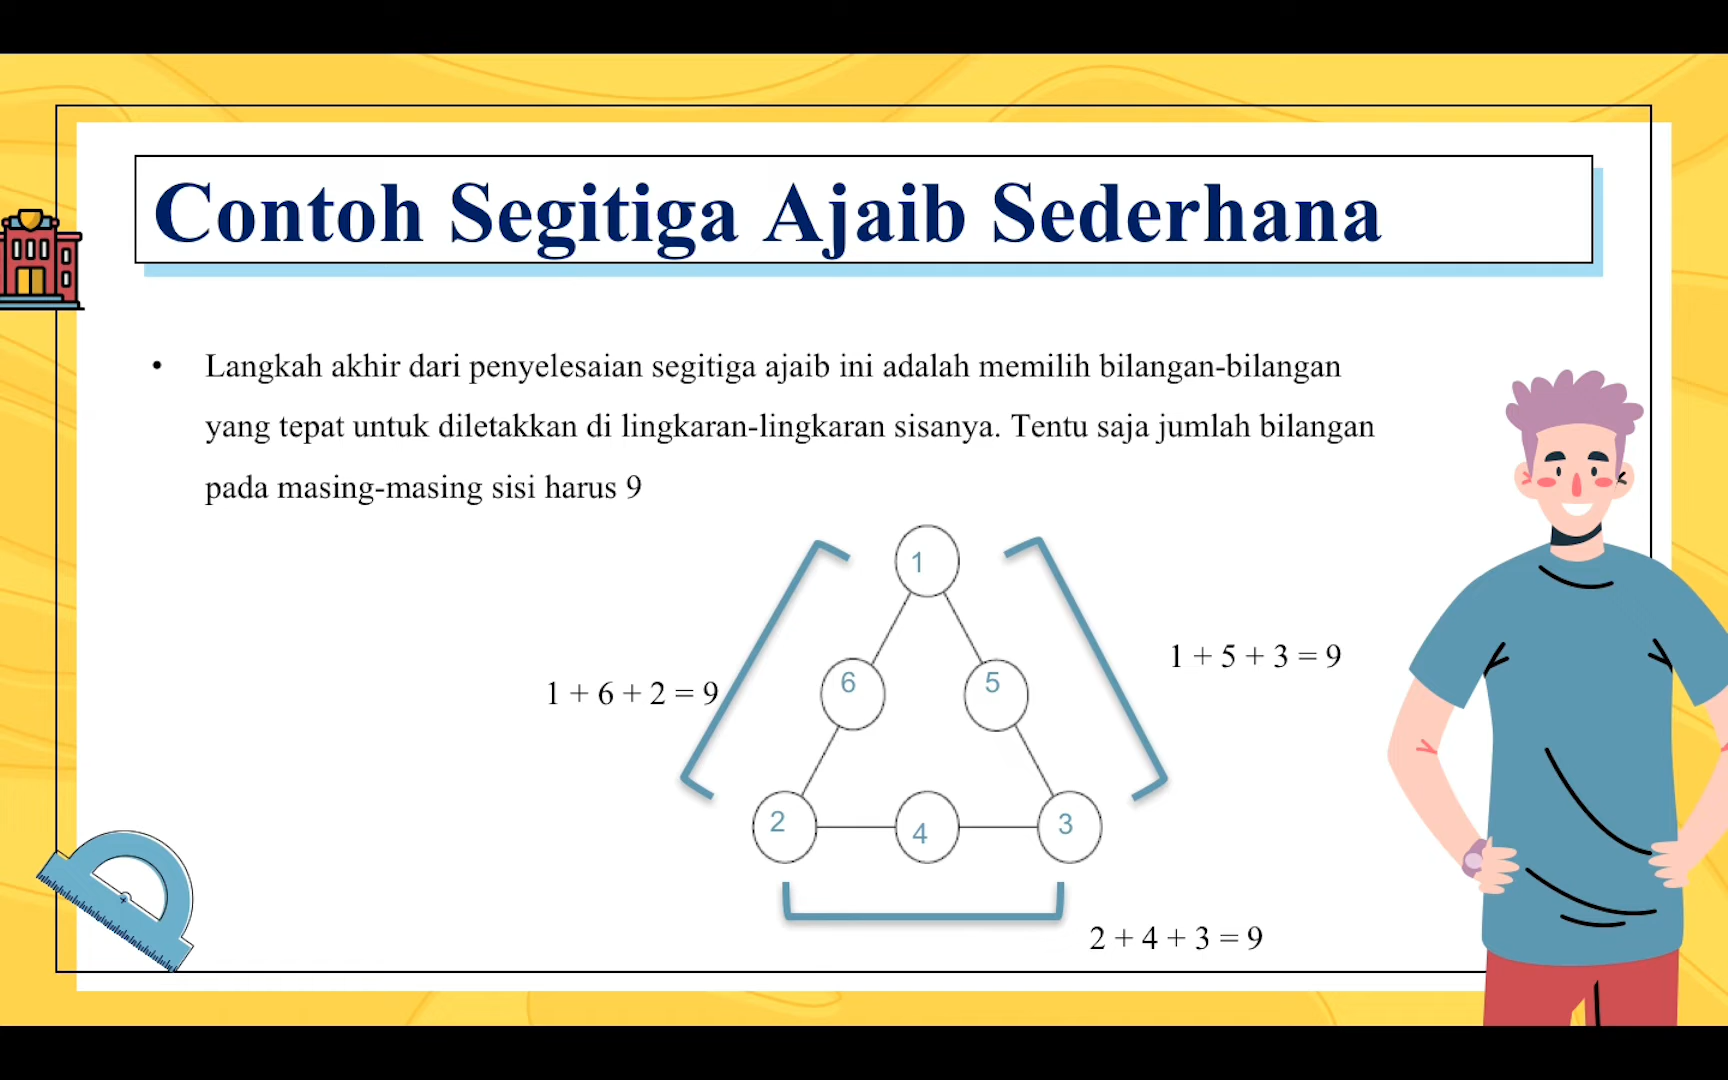 Contoh Segitiga Ajaib Sederhana
• Langkah akhir dari penyelesaian segitiga ajaib ini adalah memilih bilangan-bilangan
yang tepat untuk diletakkan di lingkaran-lingkaran sisanya. Tentu saja jumlah bilangan
pada masing-masing sisi harus 9
1
1 + 5 + 3 = 9
6
5
1 + 6 + 2 = 9
2
4
3
2 + 4 + 3 = 9